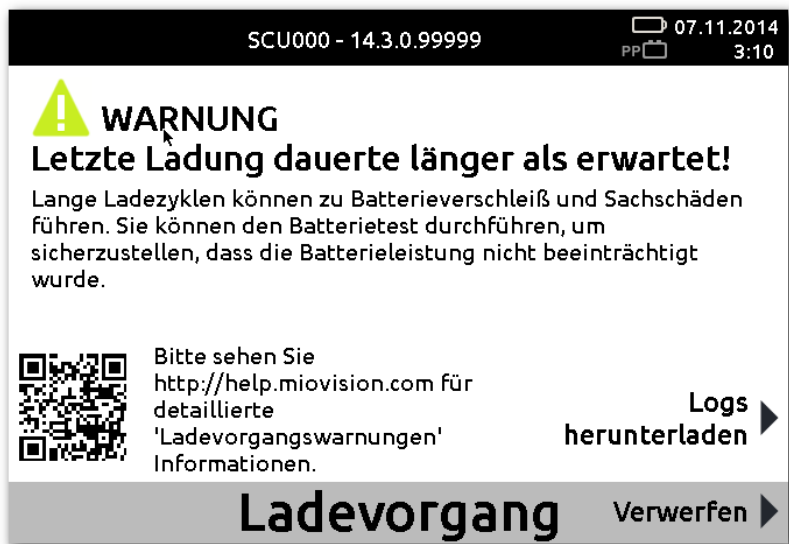 SCU000 - 14.3.0.99999
07.11.2014
PP
3:10
WARNUNG
Letzte Ladung dauerte länger als erwartet!
Lange Ladezyklen können zu Batterieverschleiß und Sachschäden
führen. Sie können den Batterietest durchführen, um
sicherzustellen, dass die Batterieleistung nicht beeinträchtigt
wurde.
Bitte sehen Sie
http://help.miovision.com für
detaillierte
'Ladevorgangswarnungen'
Informationen.
Logs
herunterladen
Ladevorgang
Verwerfen